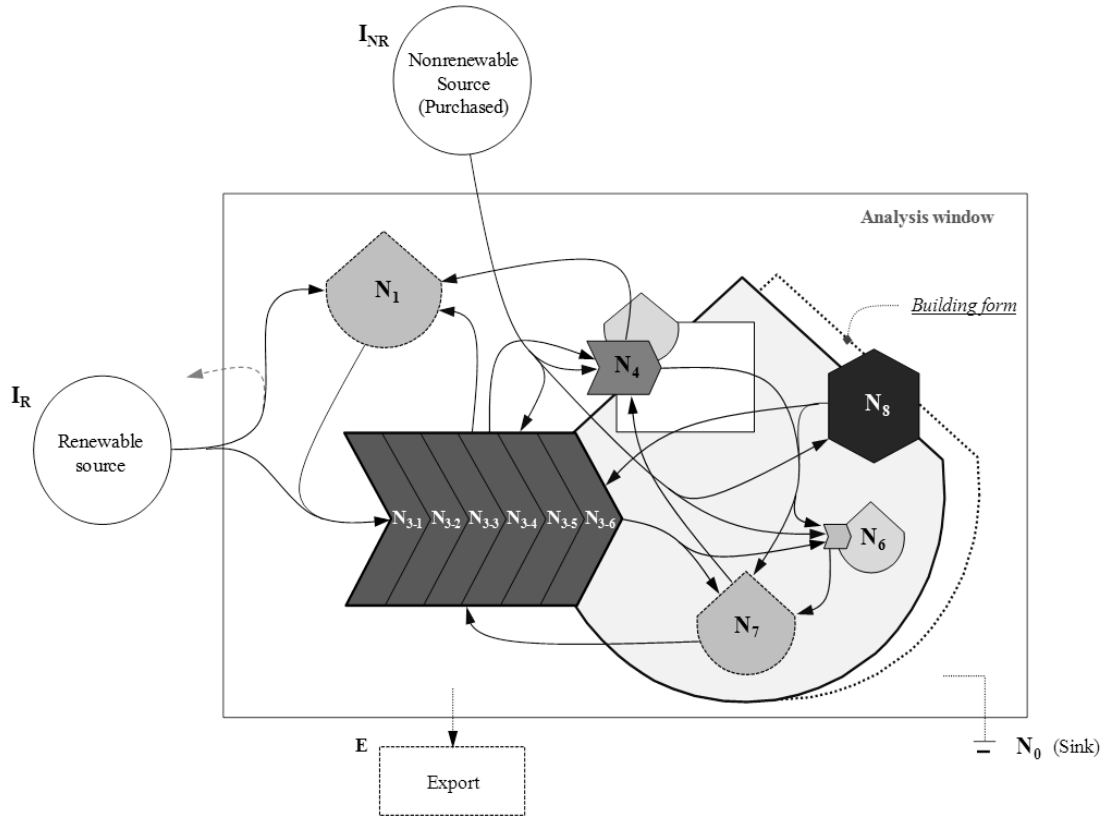 I_NR
Nonrenewable
Source
(Purchased)
Analysis window
N_1
Building form
N_4
I_R
Renewable
source
N_8
N_3-1 N_3-2 N_3-3 N_3-4 N_3-5 N_3-6
N_6
N_7
E
N_0 (Sink)
Export